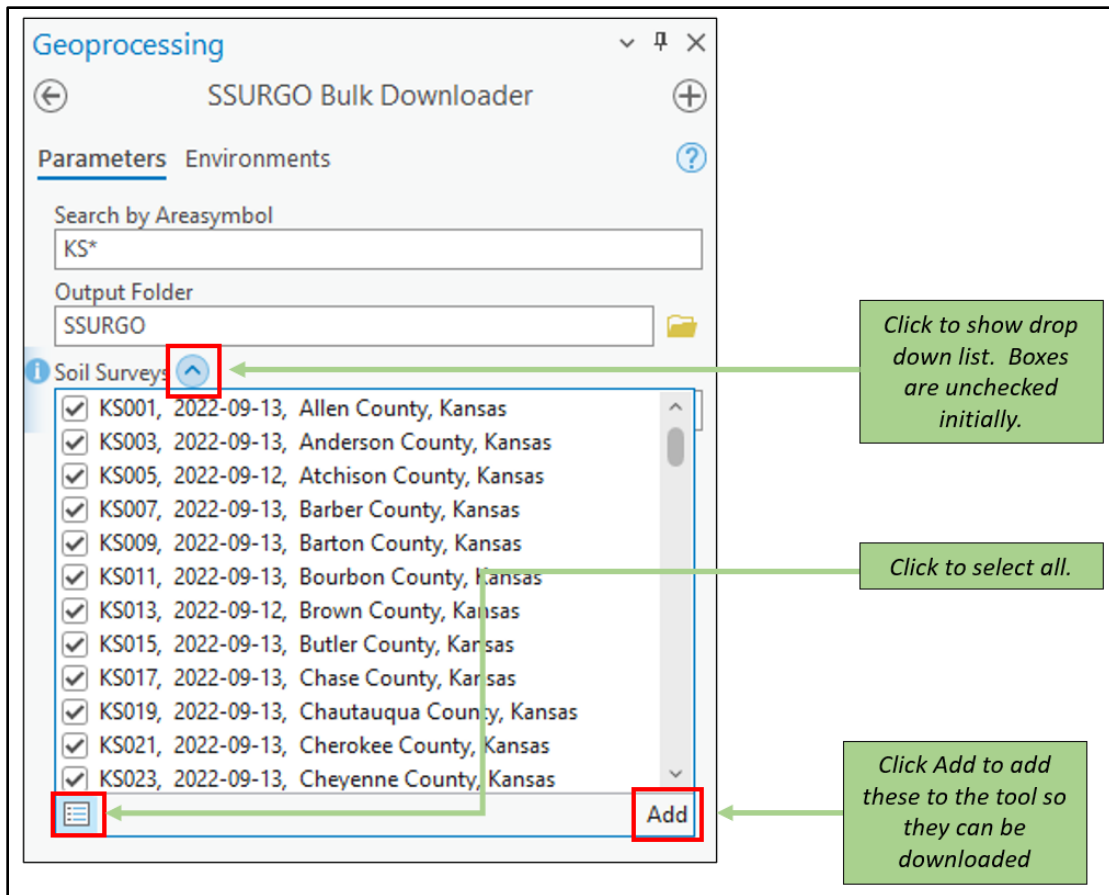 Geoprocessing
SSURGO Bulk Downloader
Parameters Environments
Search by Areasymbol
KS*
Output Folder
SSURGO
Soil Surveys
KS001, 2022-09-13, Allen County, Kansas
KS003, 2022-09-13, Anderson County, Kansas
KS005, 2022-09-12, Atchison County, Kansas
KS007, 2022-09-13, Barber County, Kansas
KS009, 2022-09-13, Barton County, Kansas
KS011, 2022-09-13, Bourbon County, Kansas
KS013, 2022-09-12, Brown County, Kansas
KS015, 2022-09-13, Butler County, Kansas
KS017, 2022-09-13, Chase County, Kansas
KS019, 2022-09-13, Chautauqua County, Kansas
KS021, 2022-09-13, Cherokee County, Kansas
KS023, 2022-09-13, Cheyenne County, Kansas
Add
Click to show drop
down list. Boxes
are unchecked
initially.
Click to select all.
Click Add to add
these to the tool so
they can be
downloaded